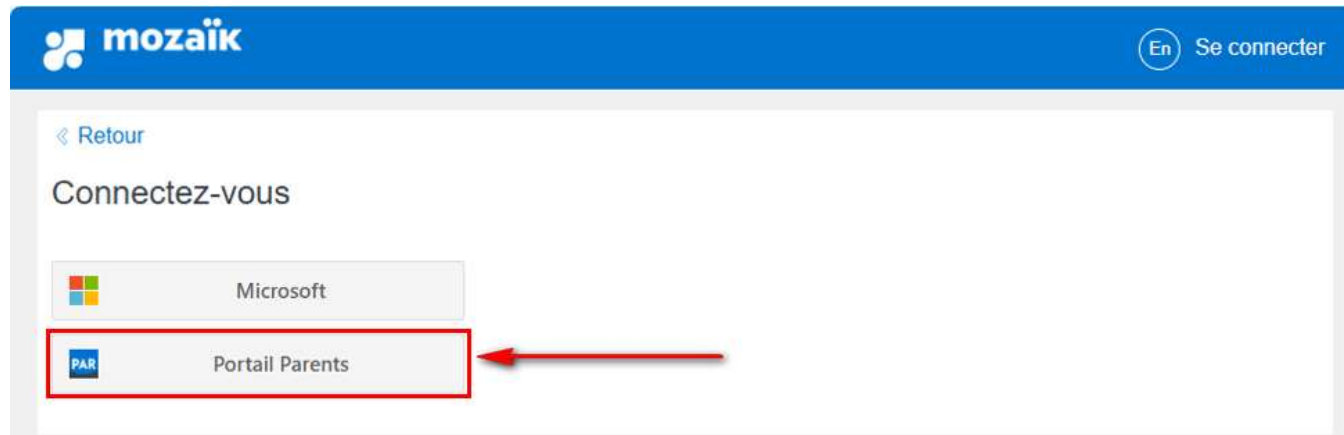 mozaïk
En Se connecter
Retour
Connectez-vous
Microsoft
PAR Portail Parents